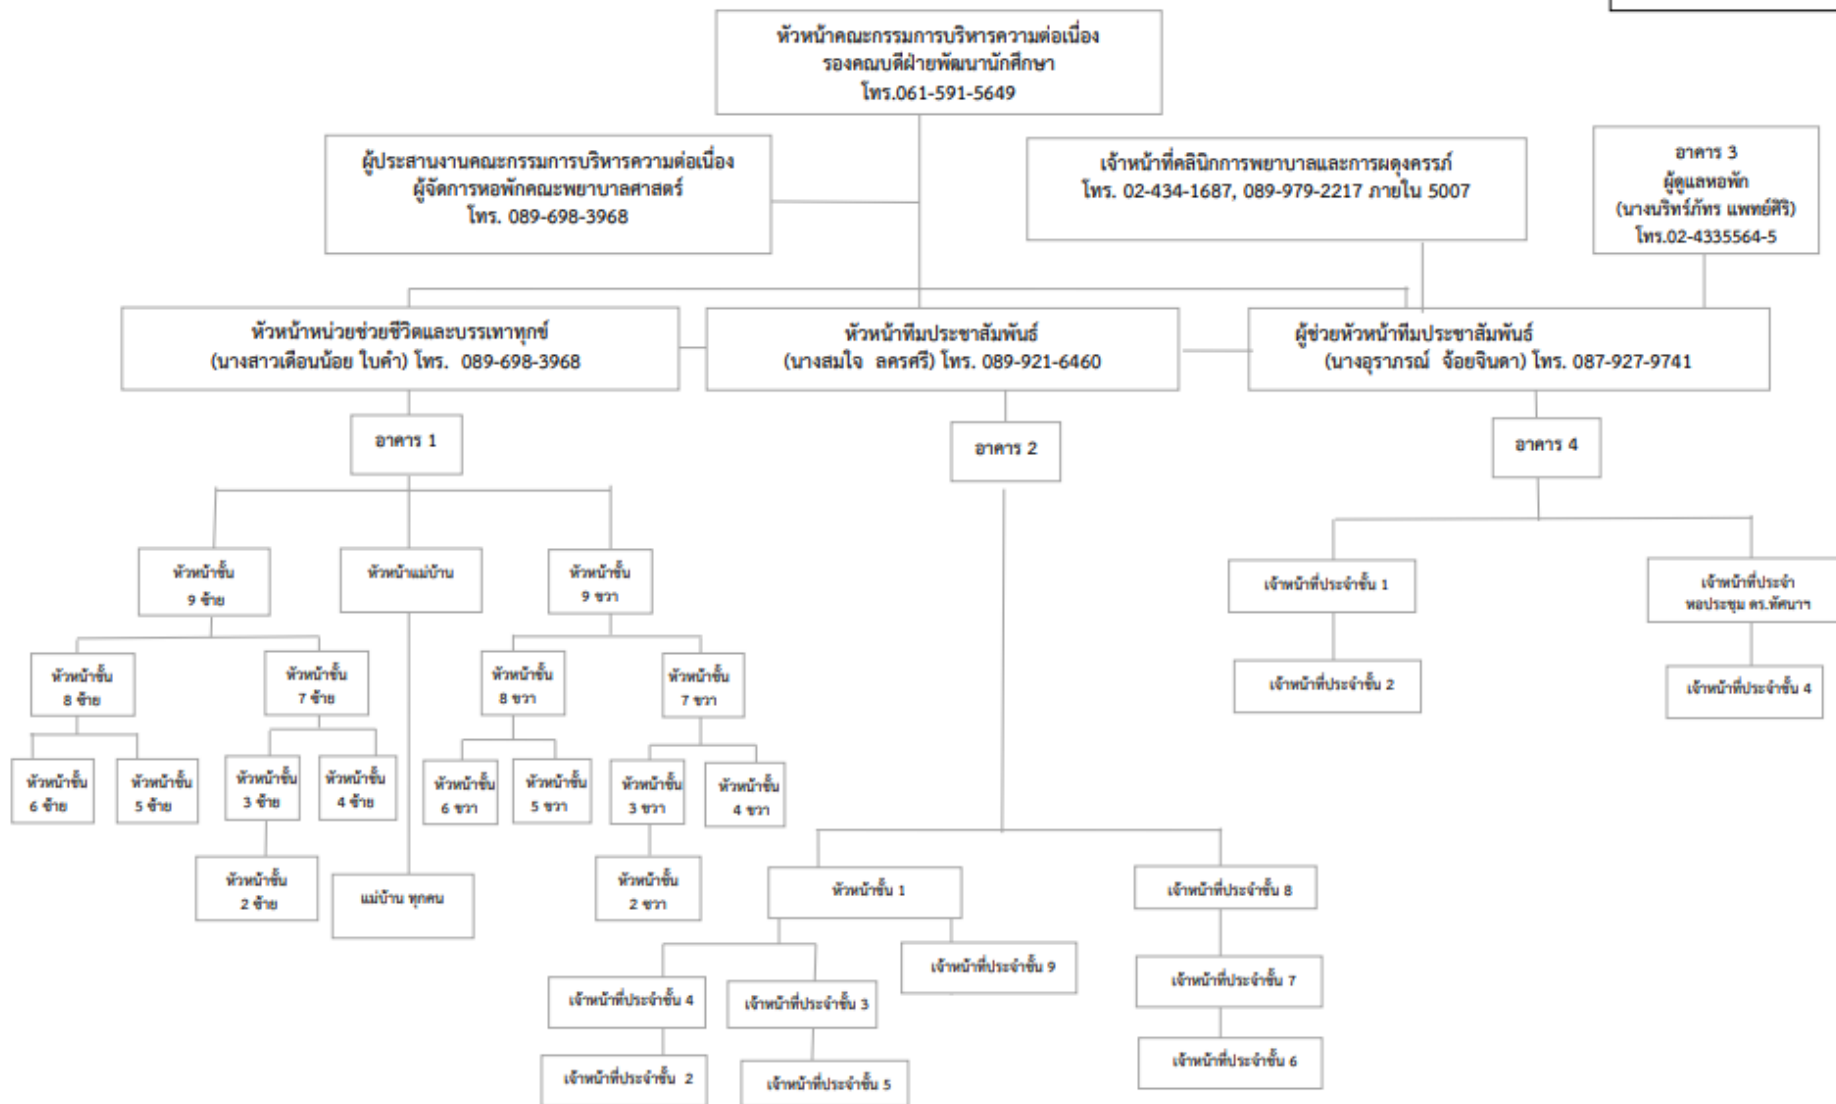 หัวหน้าคณะกรรมการบริหารความต่อเนื่อง
รองคณบดีฝ่ายพัฒนานักศึกษา
โทร.061-591-5649
ผู้ประสานงานคณะกรรมการบริหารความต่อเนื่อง
ผู้จัดการหอพักคณะพยาบาลศาสตร์
โทร. 089-698-3968
เจ้าหน้าที่คลินิกการพยาบาลและการผดุงครรภ์
โทร. 02-434-1687, 089-979-2217 ภายใน 5007
อาคาร 3
ผู้ดูแลหอพัก
(นางนริทร์ภัทร แพทย์ศิริ)
โทร.02-4335564-5
หัวหน้าหน่วยช่วยชีวิตและบรรเทาทุกข์
(นางสาวเดือนน้อย ใบคำ) โทร. 089-698-3968
หัวหน้าทีมประชาสัมพันธ์
(นางสมใจ ลครศรี) โทร. 089-921-6460
ผู้ช่วยหัวหน้าทีมประชาสัมพันธ์
(นางอุราภรณ์ จ้อยจินดา) โทร. 087-927-9741
อาคาร 1
อาคาร 2
อาคาร 4
หัวหน้าชั้น
9 ซ้าย
หัวหน้าแม่บ้าน
หัวหน้าชั้น
9 ขวา
เจ้าหน้าที่ประจำชั้น 1
เจ้าหน้าที่ประจำ
หอประชุม ดร.ทัศนาฯ
หัวหน้าชั้น
8 ซ้าย
หัวหน้าชั้น
7 ซ้าย
หัวหน้าชั้น
8 ขวา
หัวหน้าชั้น
7 ขวา
เจ้าหน้าที่ประจำชั้น 2
เจ้าหน้าที่ประจำชั้น 4
หัวหน้าชั้น
6 ซ้าย
หัวหน้าชั้น
5 ซ้าย
หัวหน้าชั้น
3 ซ้าย
หัวหน้าชั้น
4 ซ้าย
หัวหน้าชั้น
6 ขวา
หัวหน้าชั้น
5 ขวา
หัวหน้าชั้น
3 ขวา
หัวหน้าชั้น
4 ขวา
หัวหน้าชั้น
2 ซ้าย
แม่บ้าน ทุกคน
หัวหน้าชั้น
2 ขวา
หัวหน้าชั้น 1
เจ้าหน้าที่ประจำชั้น 8
เจ้าหน้าที่ประจำชั้น 9
เจ้าหน้าที่ประจำชั้น 7
เจ้าหน้าที่ประจำชั้น 4
เจ้าหน้าที่ประจำชั้น 3
เจ้าหน้าที่ประจำชั้น 6
เจ้าหน้าที่ประจำชั้น 2
เจ้าหน้าที่ประจำชั้น 5